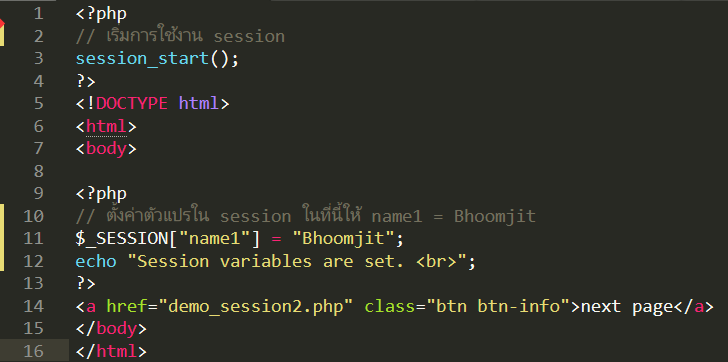 1 <?php
2 // เริ่มการใช้งาน session
3 session_start();
4 ?>
5 <!DOCTYPE html>
6 <html>
7 <body>
8
9 <?php
10 // ตั้งค่าตัวแปรใน session ในที่นี้ให้ name1 = Bhoomjit
11 $_SESSION["name1"] = "Bhoomjit";
12 echo "Session variables are set. <br>";
13 ?>
14 <a href="demo_session2.php" class="btn btn-info">next page</a>
15 </body>
16 </html>